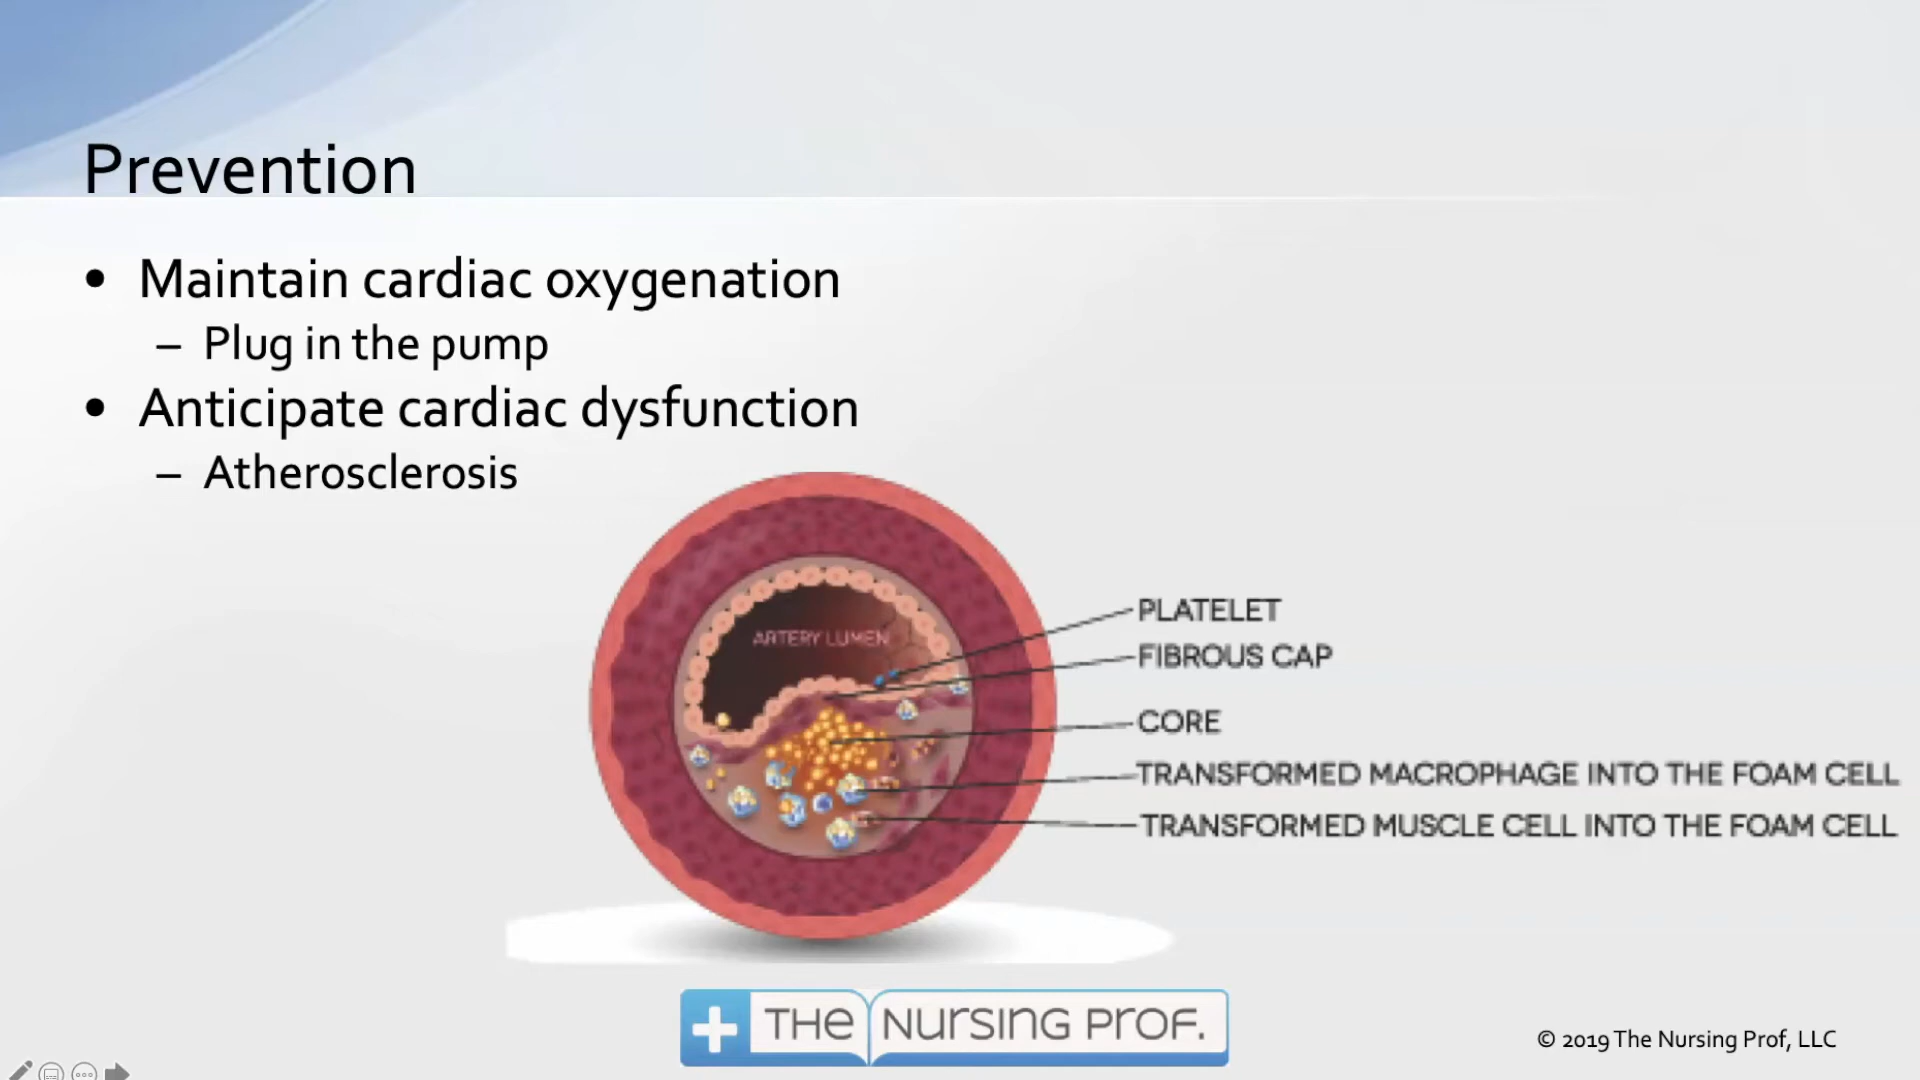 Prevention
• Maintain cardiac oxygenation
– Plug in the pump
• Anticipate cardiac dysfunction
– Atherosclerosis
ARTERY LUMEN
PLATELET
FIBROUS CAP
CORE
TRANSFORMED MACROPHAGE INTO THE FOAM CELL
TRANSFORMED MUSCLE CELL INTO THE FOAM CELL
THE NURSING PROF.
© 2019 The Nursing Prof, LLC